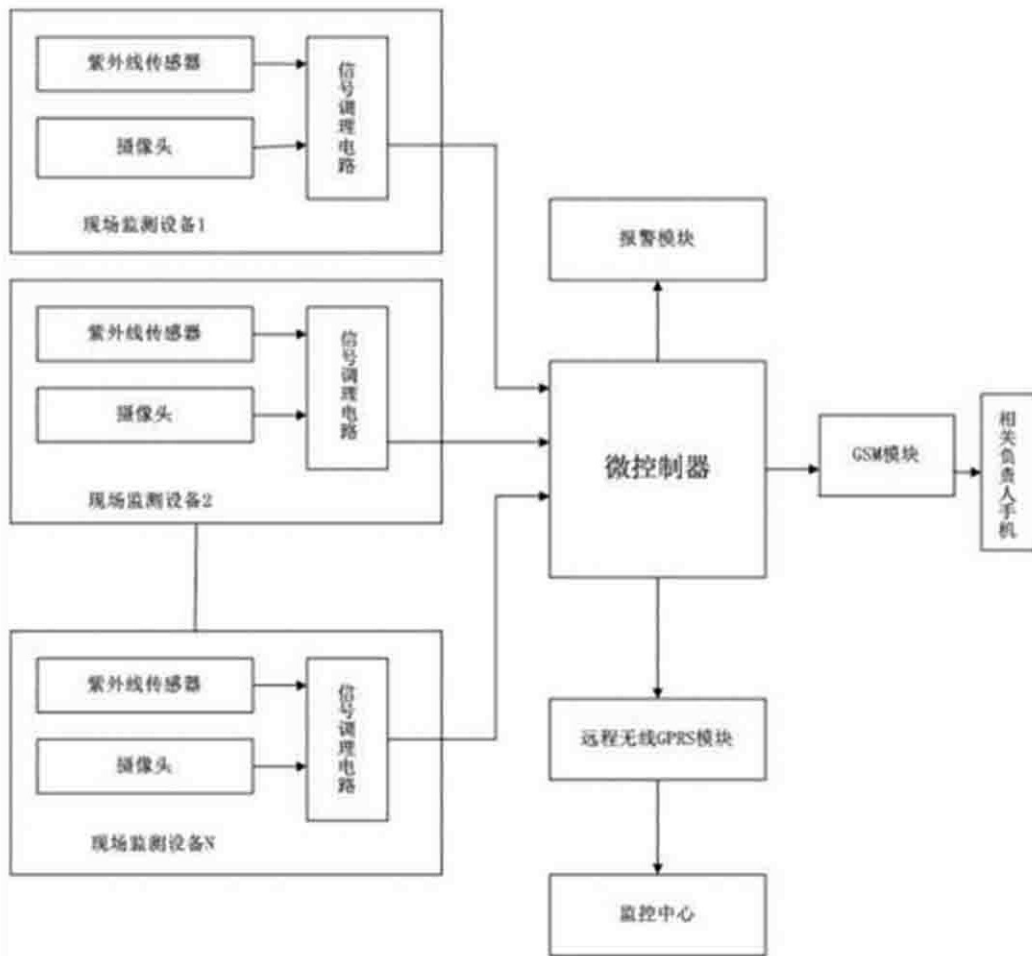 紫外线传感器
摄像头
信号调理电路
现场监测设备1
紫外线传感器
摄像头
信号调理电路
现场监测设备2
紫外线传感器
摄像头
信号调理电路
现场监测设备N
报警模块
微控制器
GSM模块
相关负责人手机
远程无线GPRS模块
监控中心